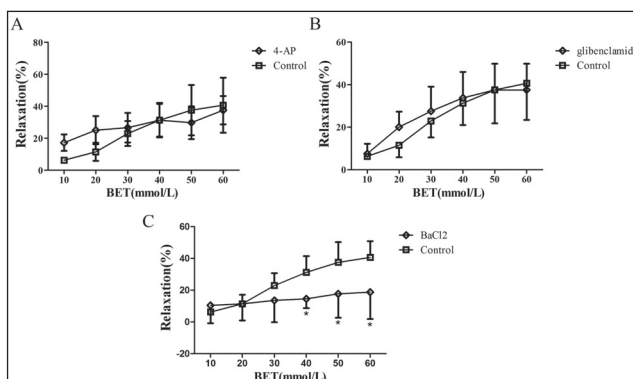 A
4-AP
Control
Relaxation(%)
80
60
40
20
0
10 20 30 40 50 60
BET(mmol/L)
B
glibenclamid
Control
Relaxation(%)
60
40
20
0
10 20 30 40 50 60
BET(mmol/L)
C
BaCl2
Control
Relaxation(%)
60
40
20
0
-20
* * *
10 20 30 40 50 60
BET(mmol/L)